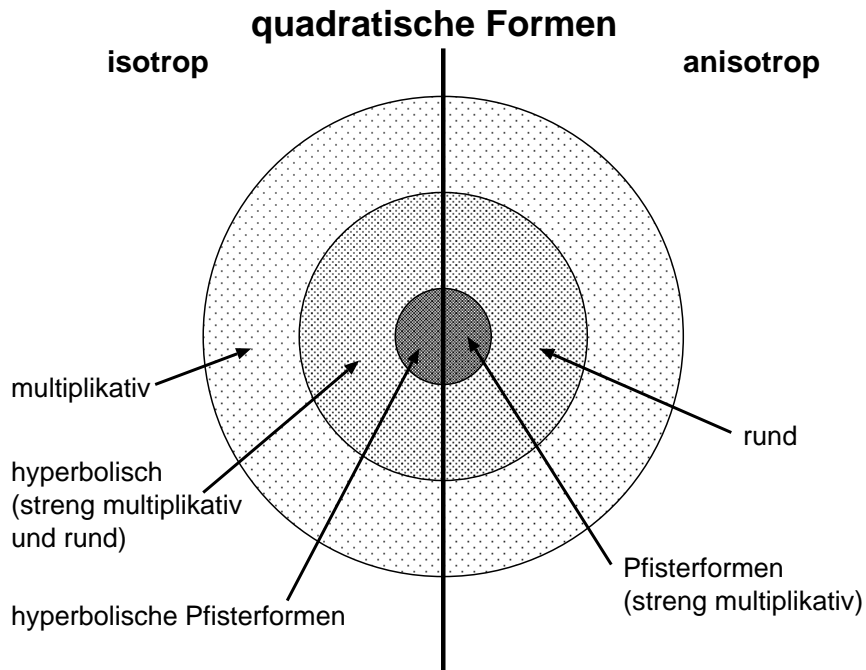 quadratische Formen
isotrop
anisotrop
multiplikativ
rund
hyperbolisch
(streng multiplikativ
und rund)
Pfisterformen
(streng multiplikativ)
hyperbolische Pfisterformen